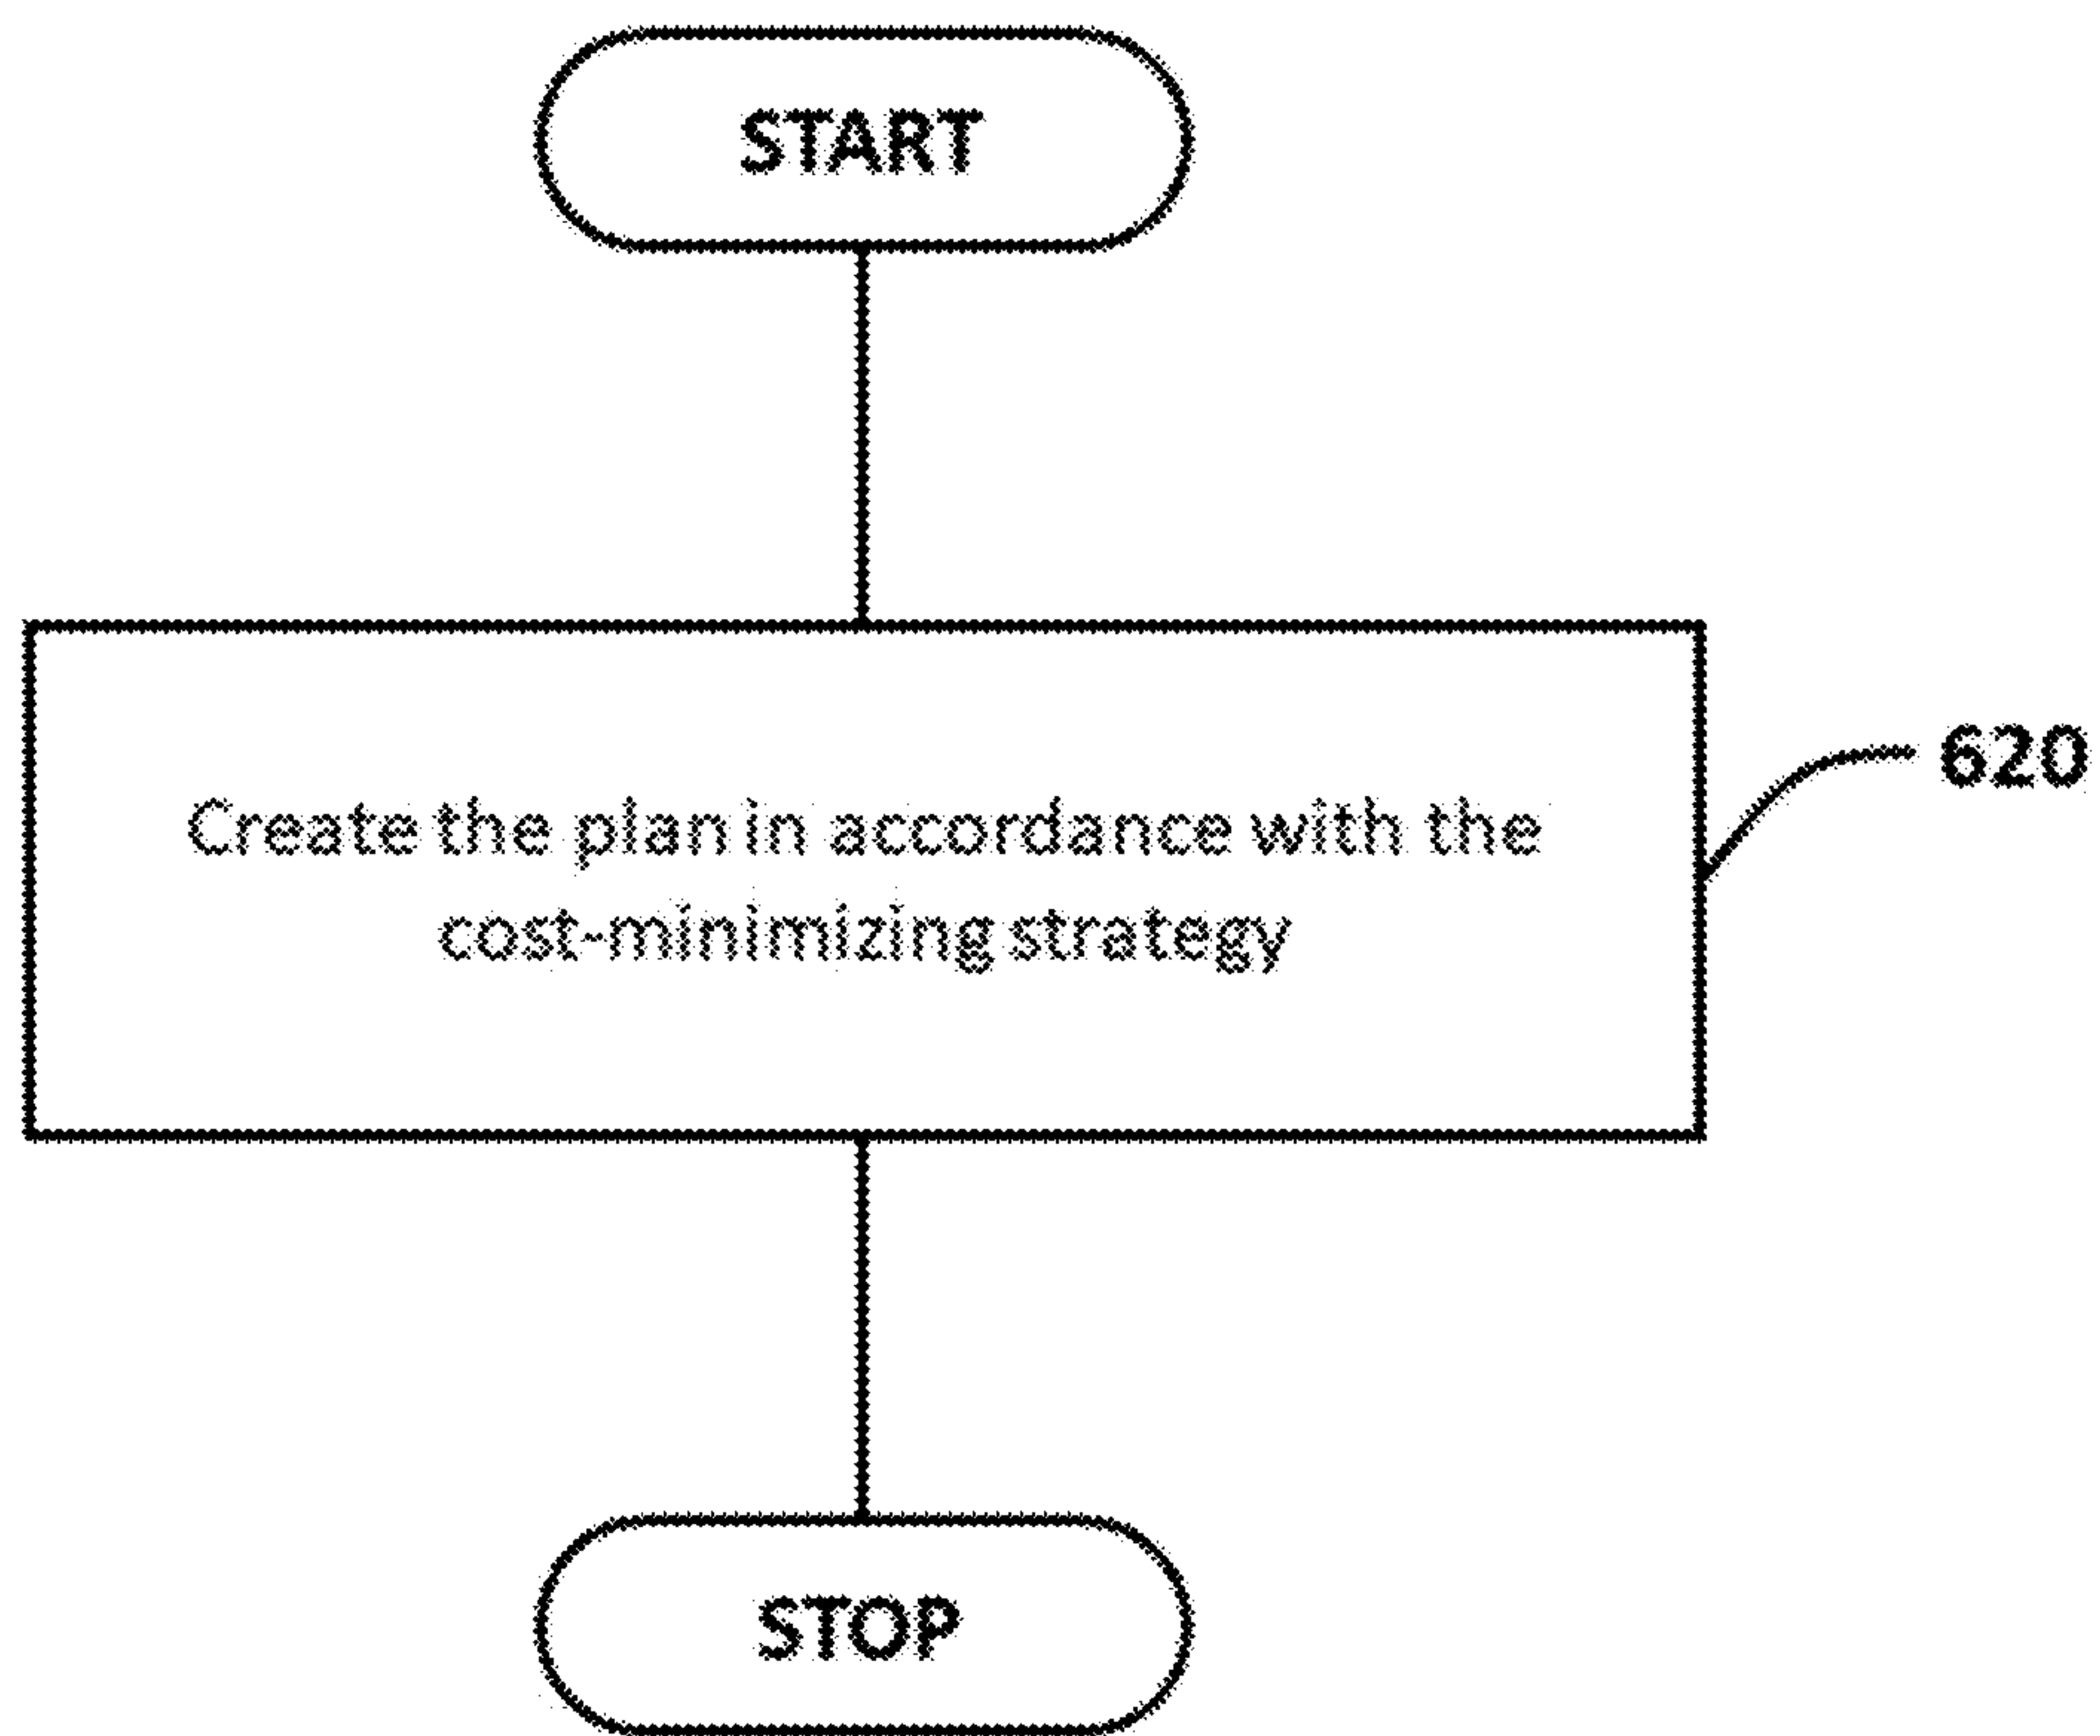 START
620
Create the plan in accordance with the
cost-minimizing strategy
STOP